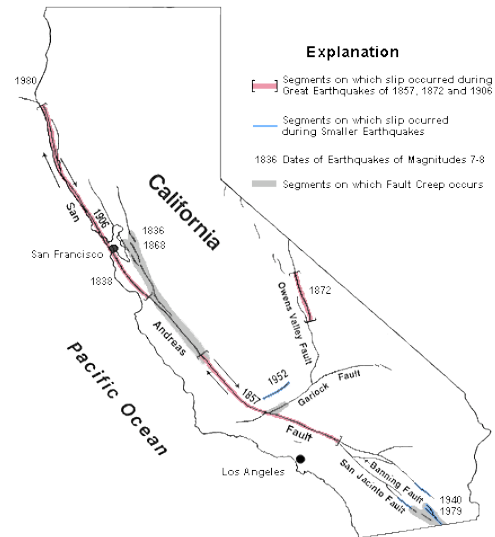 Explanation
Segments on which slip occurred during
Great Earthquakes of 1857, 1872 and 1906
Segments on which slip ocurred
during Smaller Earthquakes
1836 Dates of Earthquakes of Magnitudes 7-8
Segments on which Fault Creep occurs
1980
California
San
1906
1836
1868
San Francisco
1838
1872
Owens Valley Fault
Andreas
1952
1857
Garlock Fault
Pacific Ocean
Fault
Los Angeles
Banning Fault
San Jacinto Fault
1940
1979